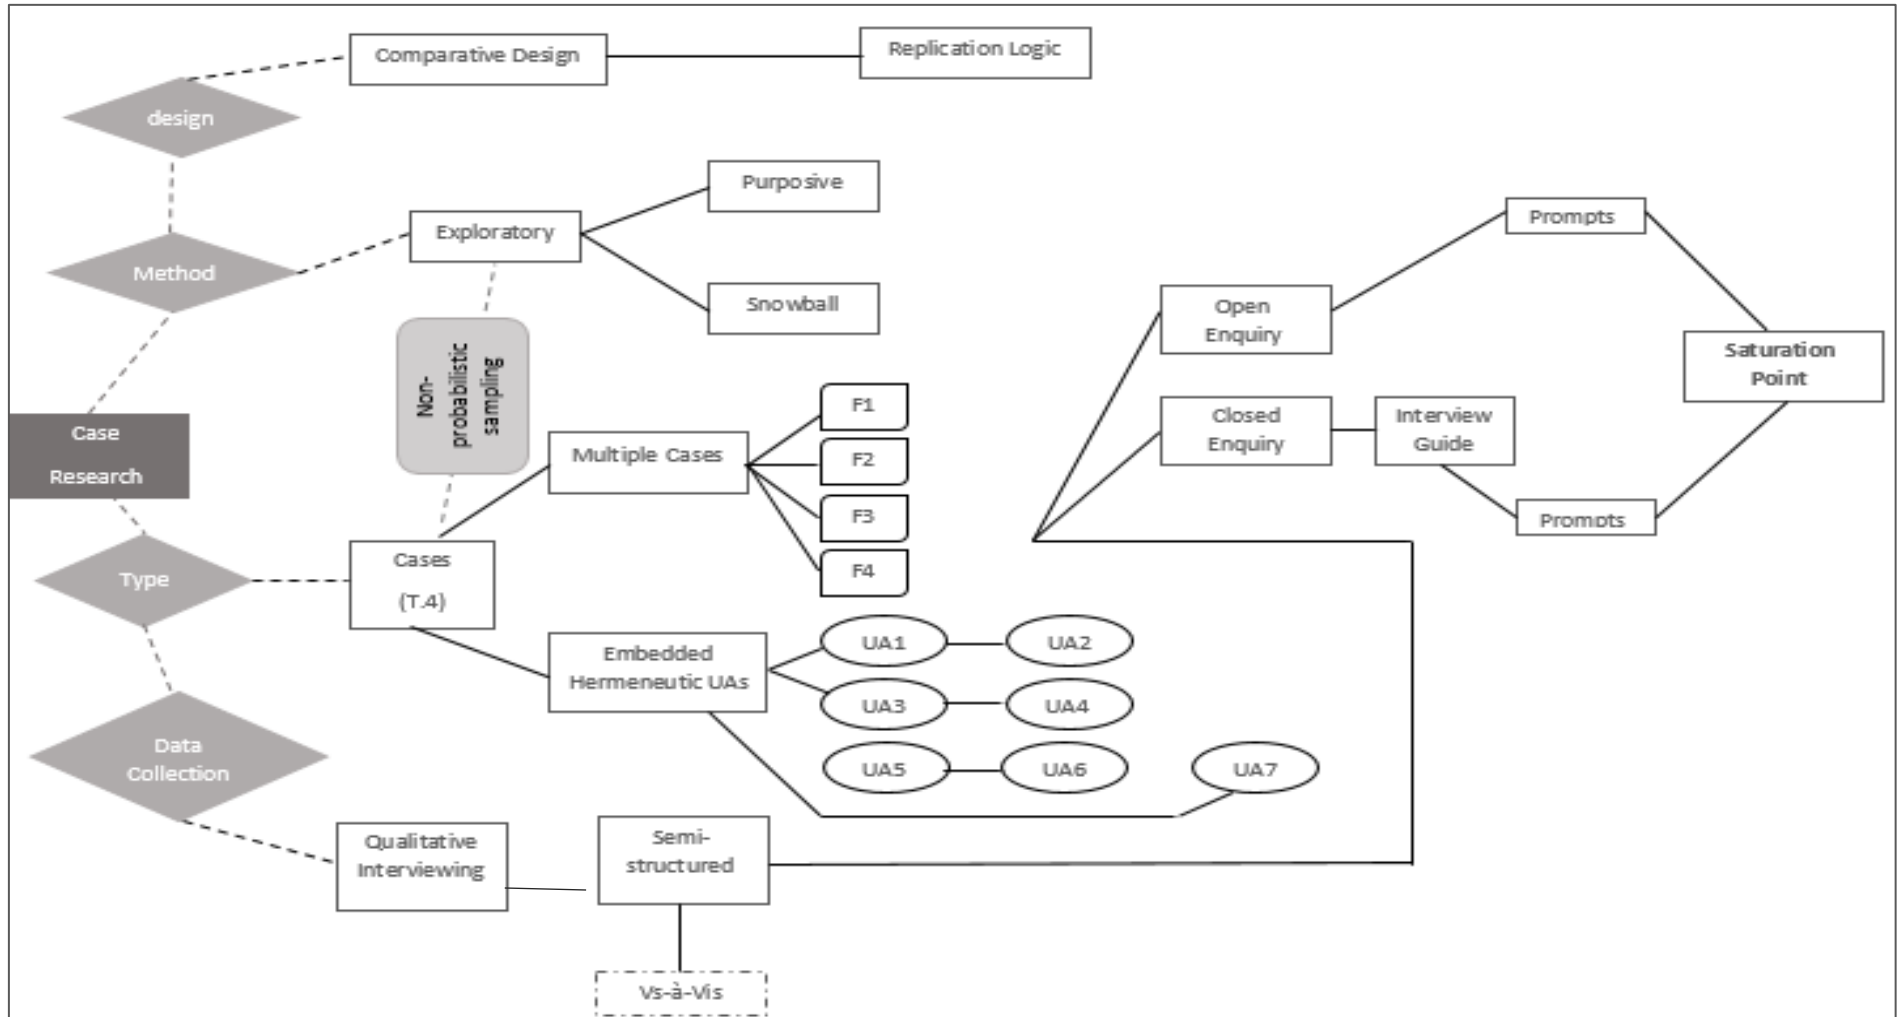 Comparative Design
Replication Logic
design
Purposive
Exploratory
Snowball
Method
Prompts
Open
Enquiry
Saturation
Point
Non-
probabilistic
sampling
Case
Research
Multiple Cases
F1
F2
F3
F4
Closed
Enquiry
Interview
Guide
Prompts
Type
Cases
(T.4)
Embedded
Hermeneutic UAs
UA1
UA2
UA3
UA4
UA5
UA6
UA7
Data
Collection
Qualitative
Interviewing
Semi-
structured
Vs-à-Vis